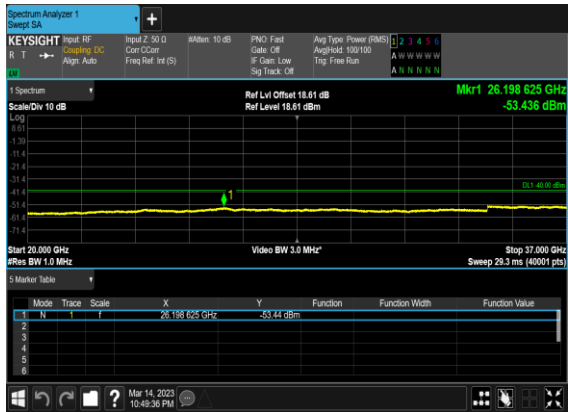 Spectrum Analyzer 1
Swept SA
KEYSIGHT
R T
Input: RF
Coupling: DC
Align: Auto
Input Z: 50 Ω
Corr CCorr
Freq Ref: Int (S)
#Atten: 10 dB
PNO: Fast
Gate: Off
IF Gain: Low
Sig Track: Off
Avg Type: Power (RMS)
Avg|Hold: 100/100
Trig: Free Run
1 2 3 4 5 6
A W W W W W
A N N N N N
1 Spectrum
Scale/Div 10 dB
Ref Lvl Offset 18.61 dB
Ref Level 18.61 dBm
Mkr1 26.198 625 GHz
-53.436 dBm
Log
8.61
-1.39
-11.4
-21.4
-31.4
-41.4
-51.4
-61.4
-71.4
DL1 -40.00 dBm
1
Start 20.000 GHz
#Res BW 1.0 MHz
Video BW 3.0 MHz*
Stop 37.000 GHz
Sweep 29.3 ms (40001 pts)
5 Marker Table
Mode Trace Scale X Y Function Function Width Function Value
1 N 1 f 26.198 625 GHz -53.44 dBm
2
3
4
5
6
?
Mar 14, 2023
10:49:36 PM